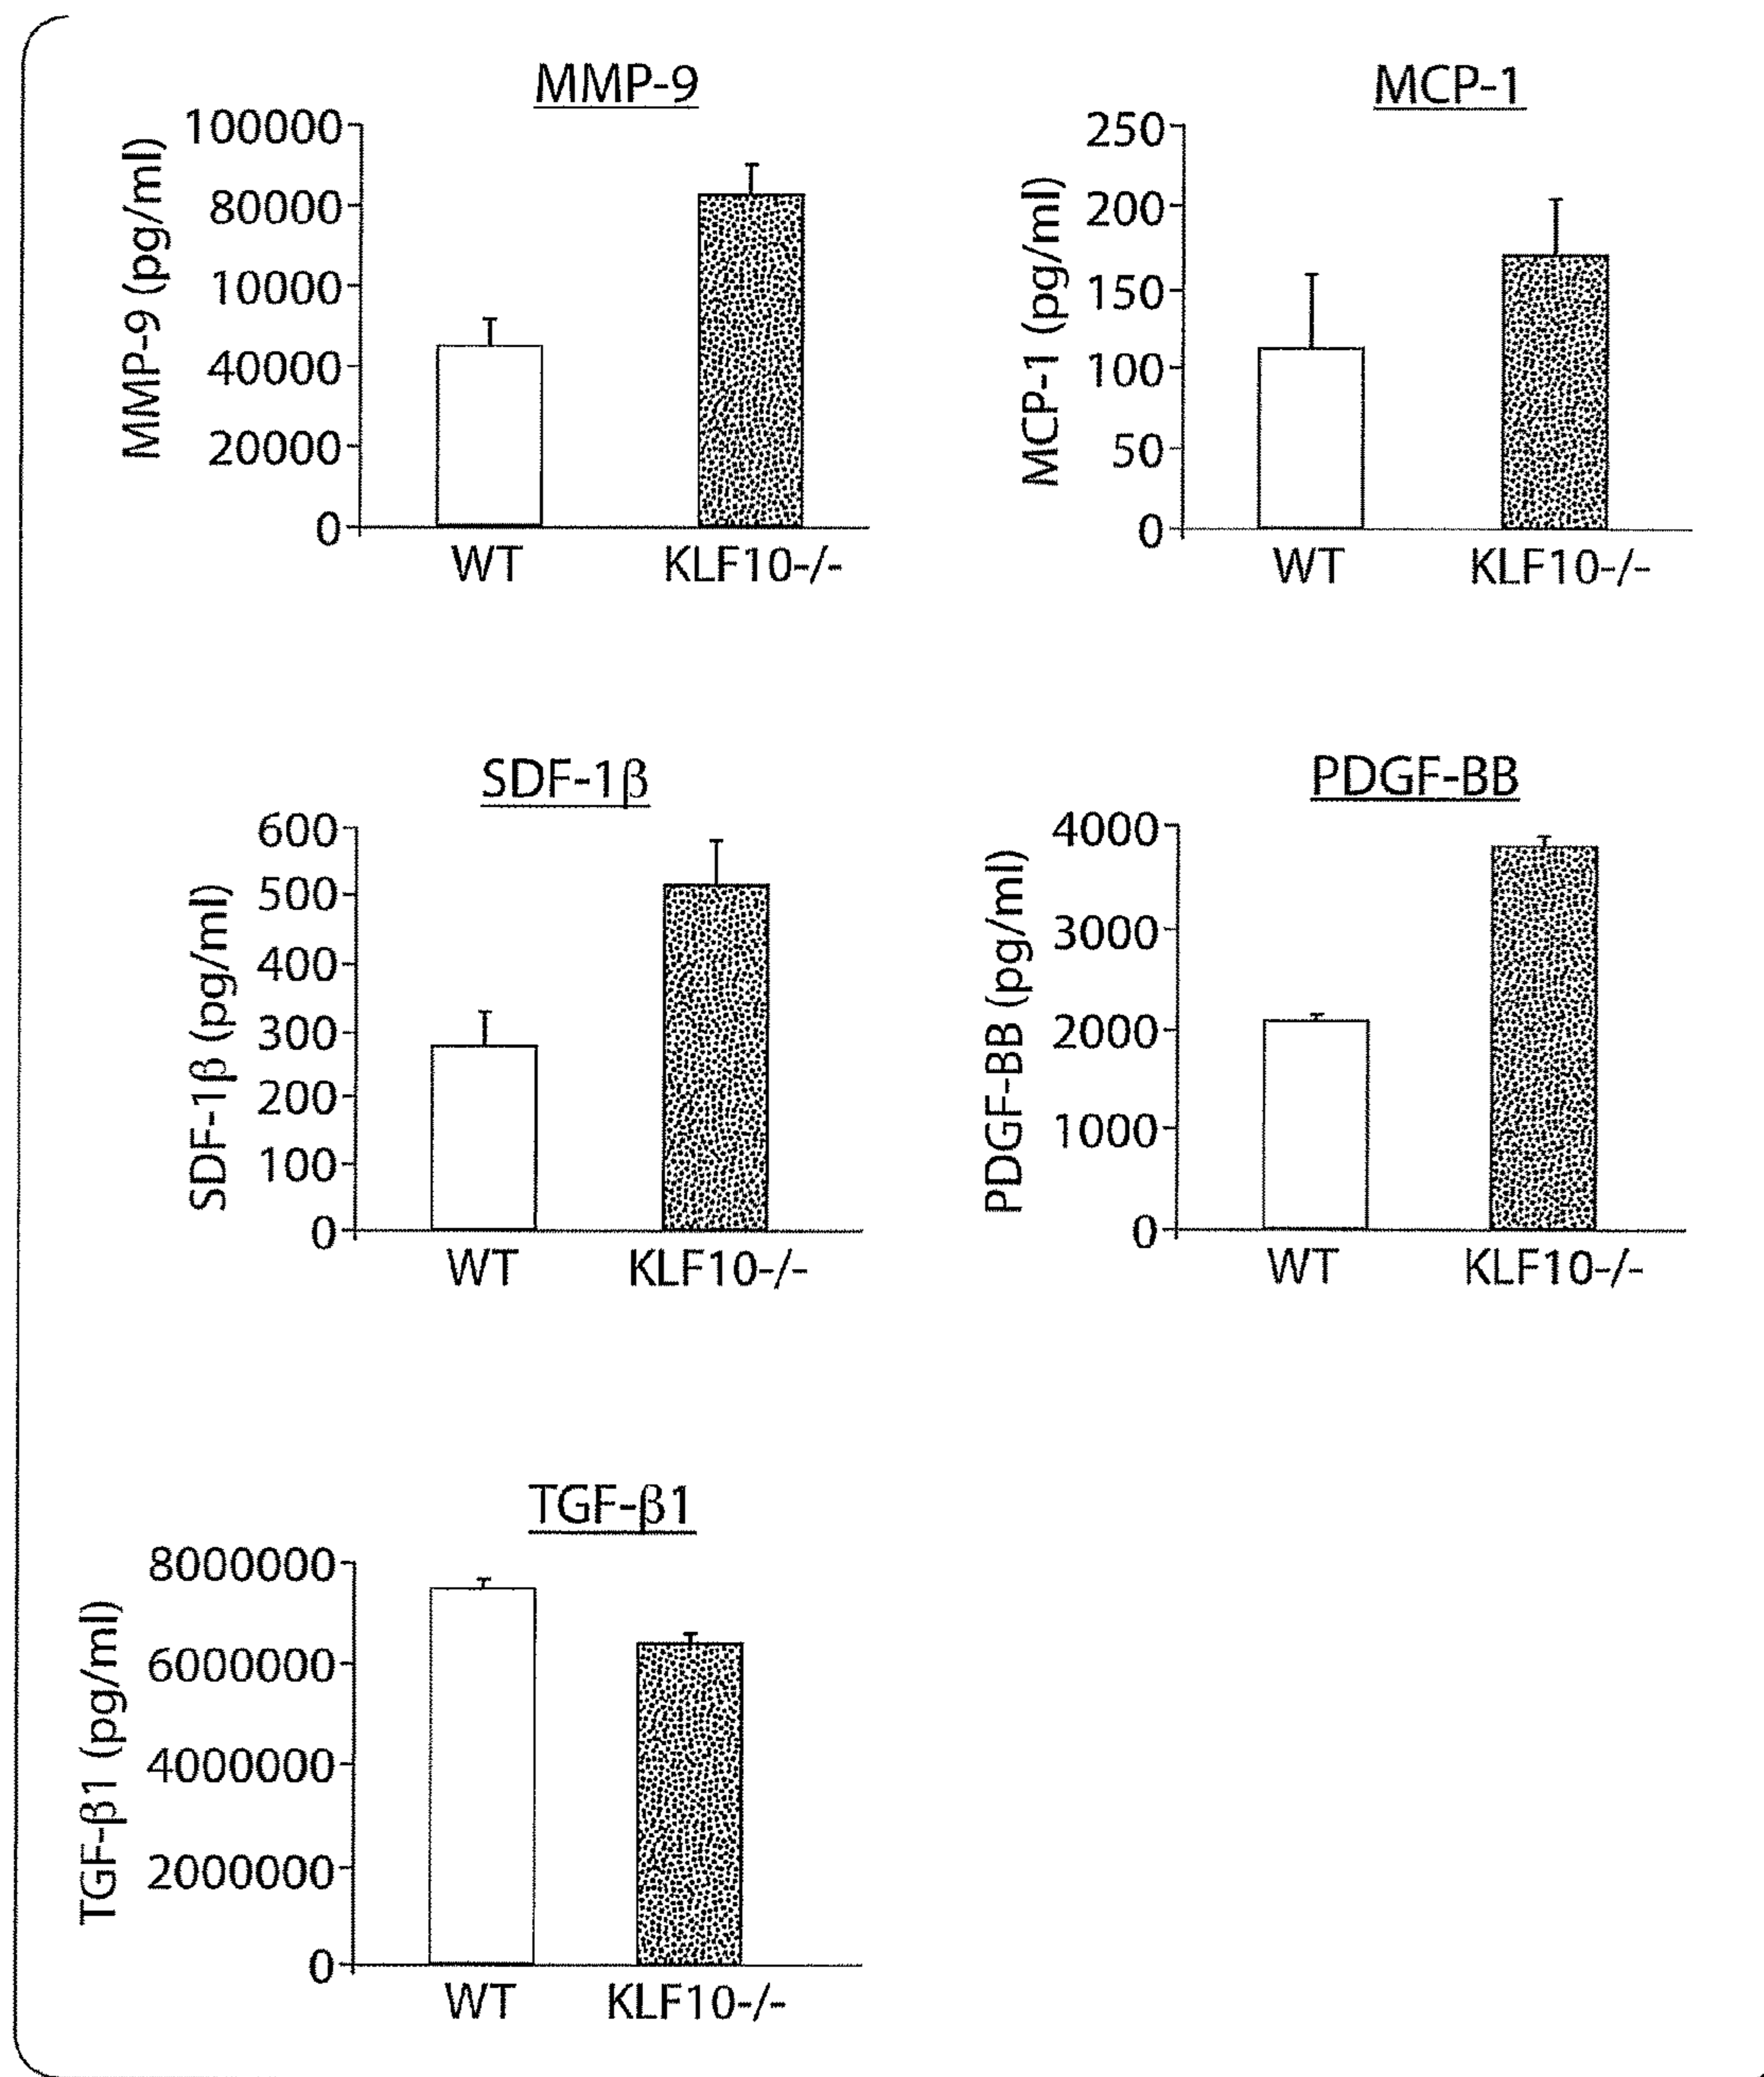 MMP-9
MMP-9 (pg/ml)
100000
80000
10000
40000
20000
0
WT KLF10-/-
MCP-1
MCP-1 (pg/ml)
250
200
150
100
50
0
WT KLF10-/-
SDF-1β
SDF-1β (pg/ml)
600
500
400
300
200
100
0
WT KLF10-/-
PDGF-BB
PDGF-BB (pg/ml)
4000
3000
2000
1000
0
WT KLF10-/-
TGF-β1
TGF-β1 (pg/ml)
8000000
6000000
4000000
2000000
0
WT KLF10-/-